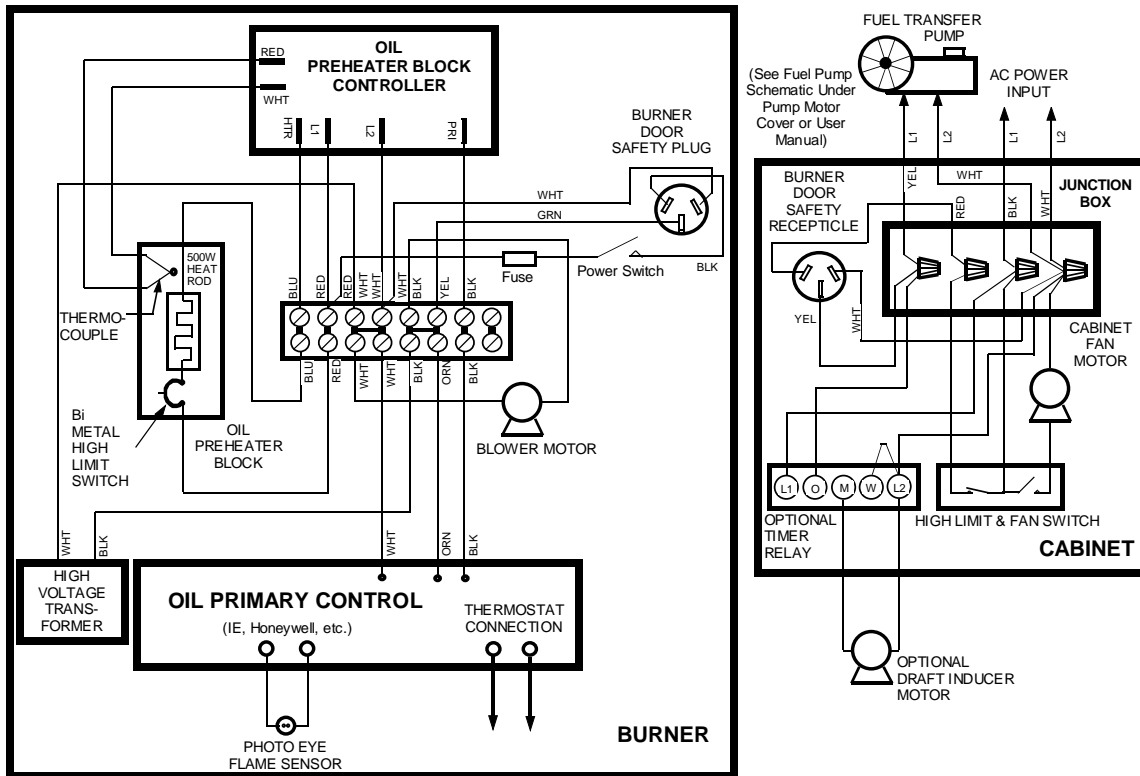 OIL
PREHEATER BLOCK
CONTROLLER
RED
WHT
HTR
L1
L2
PRI
BURNER
DOOR
SAFETY PLUG
WHT
GRN
BLK
Fuse
Power Switch
500W
HEAT
ROD
THERMO-
COUPLE
Bi
METAL
HIGH
LIMIT
SWITCH
OIL
PREHEATER
BLOCK
BLU
RED
RED
WHT
WHT
WHT
BLK
YEL
BLK
BLU
RED
WHT
WHT
BLK
ORN
BLK
BLOWER MOTOR
WHT
BLK
WHT
ORN
BLK
HIGH
VOLTAGE
TRANS-
FORMER
OIL PRIMARY CONTROL
(IE, Honeywell, etc.)
THERMOSTAT
CONNECTION
PHOTO EYE
FLAME SENSOR
BURNER
FUEL TRANSFER
PUMP
(See Fuel Pump
Schematic Under
Pump Motor
Cover or User
Manual)
AC POWER
INPUT
L1
L2
L1
L2
BURNER
DOOR
SAFETY
RECEPTICLE
YEL
WHT
RED
BLK
WHT
JUNCTION
BOX
YEL
WHT
CABINET
FAN
MOTOR
L1
O
M
W
L2
OPTIONAL
TIMER
RELAY
HIGH LIMIT & FAN SWITCH
CABINET
OPTIONAL
DRAFT INDUCER
MOTOR